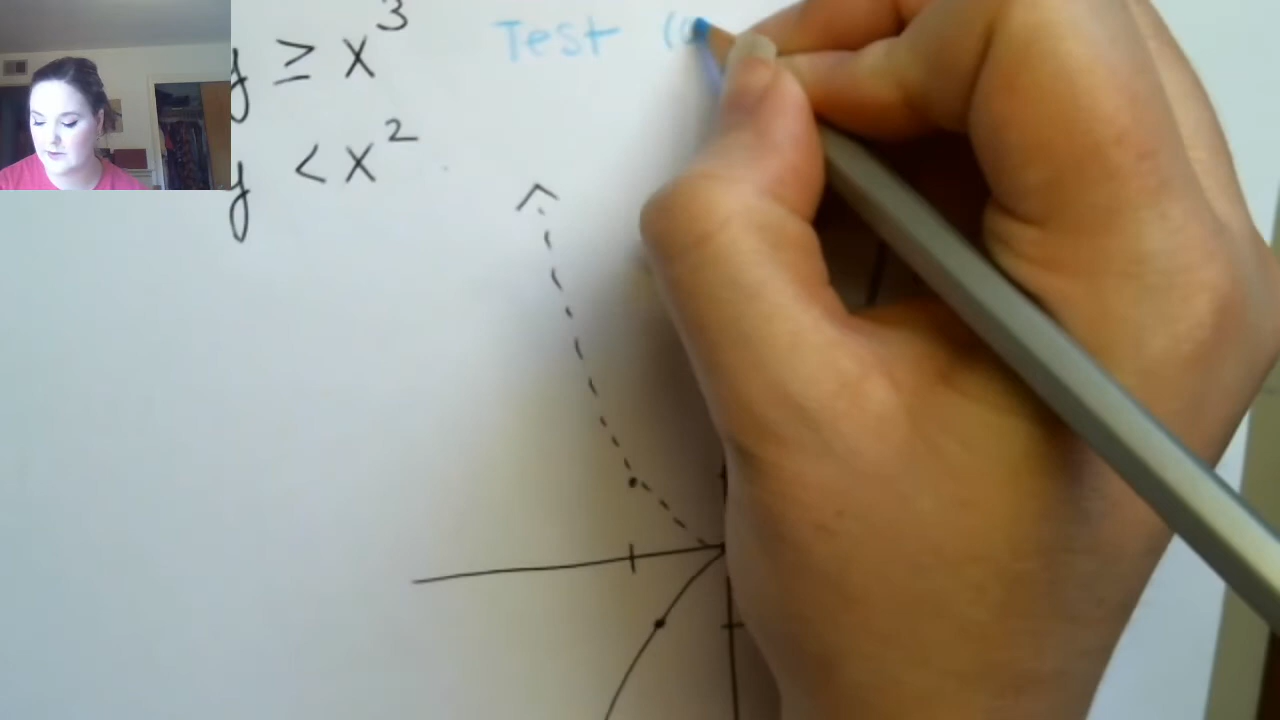 y ≥ x³
Test (
y < x²